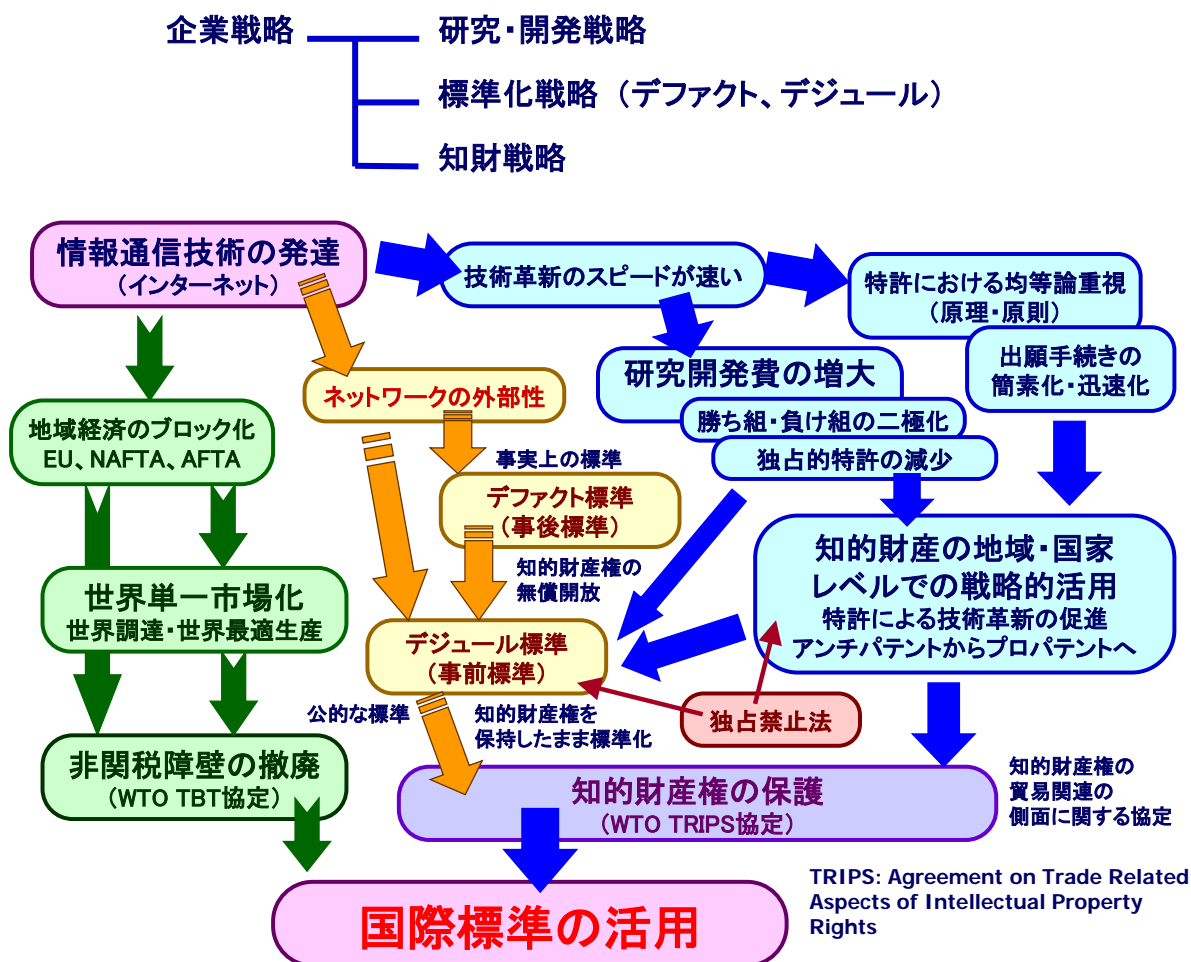 企業戦略
研究・開発戦略
標準化戦略（デファクト、デジュール）
知財戦略
情報通信技術の発達
（インターネット）
技術革新のスピードが速い
特許における均等論重視
（原理・原則）
出願手続きの
簡素化・迅速化
研究開発費の増大
勝ち組・負け組の二極化
独占的特許の減少
ネットワークの外部性
地域経済のブロック化
EU、NAFTA、AFTA
事実上の標準
デファクト標準
（事後標準）
知的財産権の
無償開放
知的財産の地域・国家
レベルでの戦略的活用
特許による技術革新の促進
アンチパテントからプロパテントへ
世界単一市場化
世界調達・世界最適生産
デジュール標準
（事前標準）
公的な標準
知的財産権を
保持したまま標準化
独占禁止法
非関税障壁の撤廃
（WTO TBT協定）
知的財産権の保護
（WTO TRIPS協定）
知的財産権の
貿易関連の
側面に関する協定
TRIPS: Agreement on Trade Related
Aspects of Intellectual Property
Rights
国際標準の活用